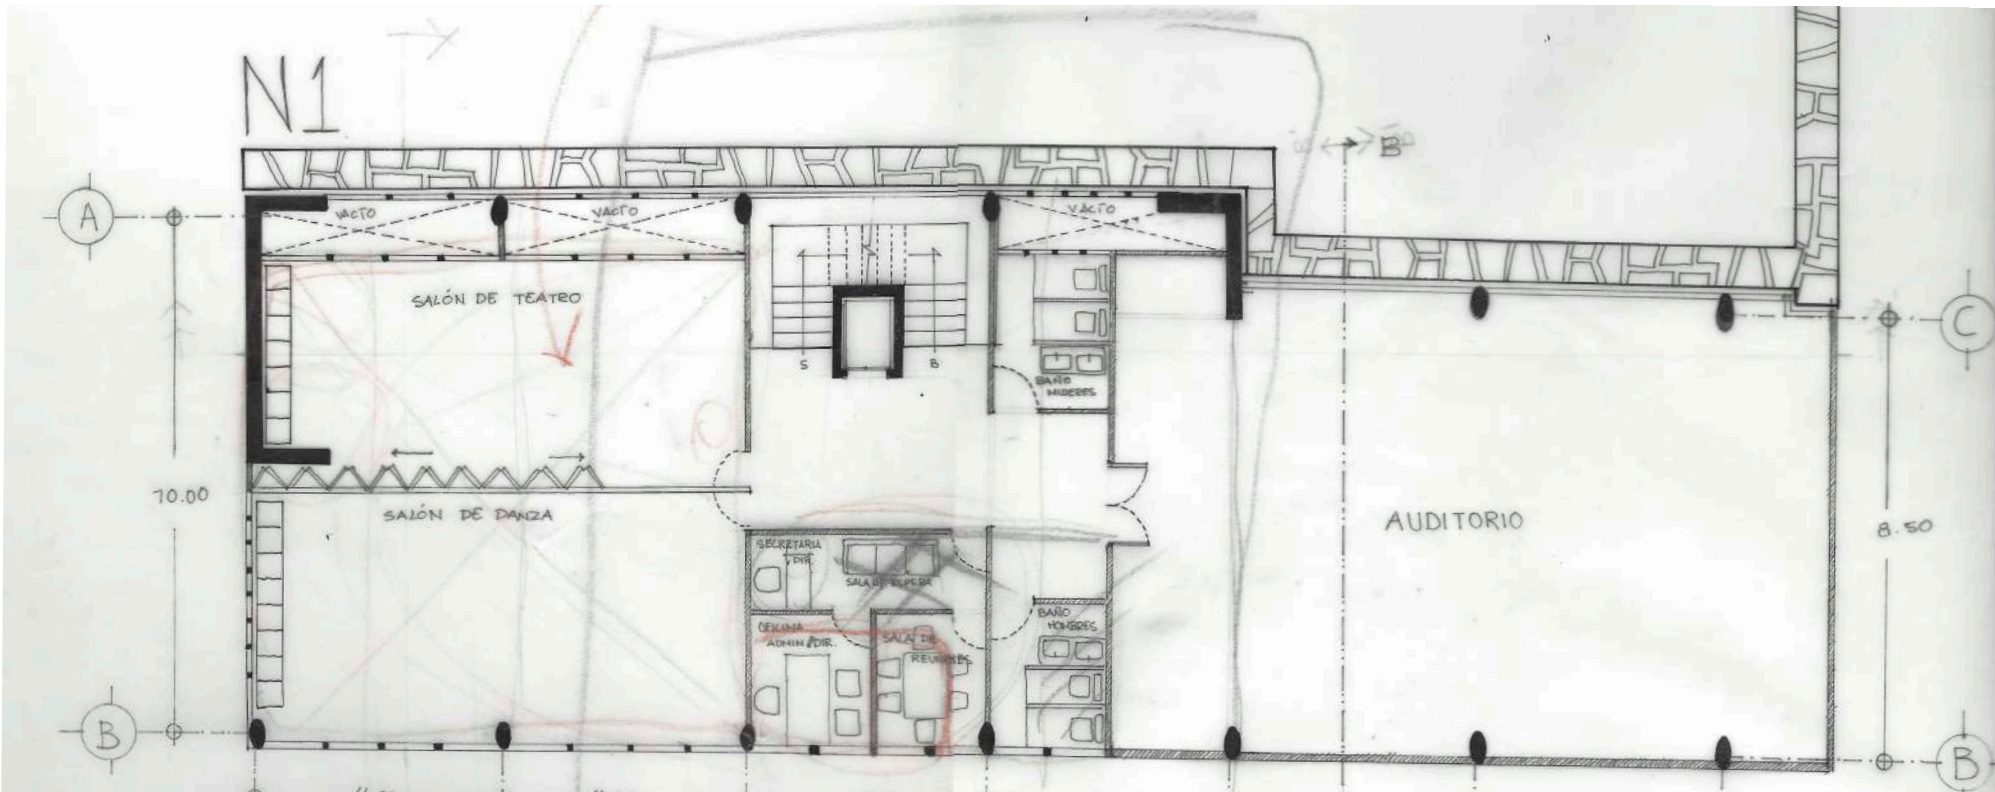 N1
B
A
VACIO
VACIO
VACIO
SALÓN DE TEATRO
C
S
B
BAÑO
MUJERES
10.00
SALÓN DE DANZA
AUDITORIO
8.50
SECRETARIA
DIR.
SALA DE ESPERA
OFICINA
ADMIN/DIR.
SALA DE
REUNIONES
BAÑO
HOMBRES
B
B